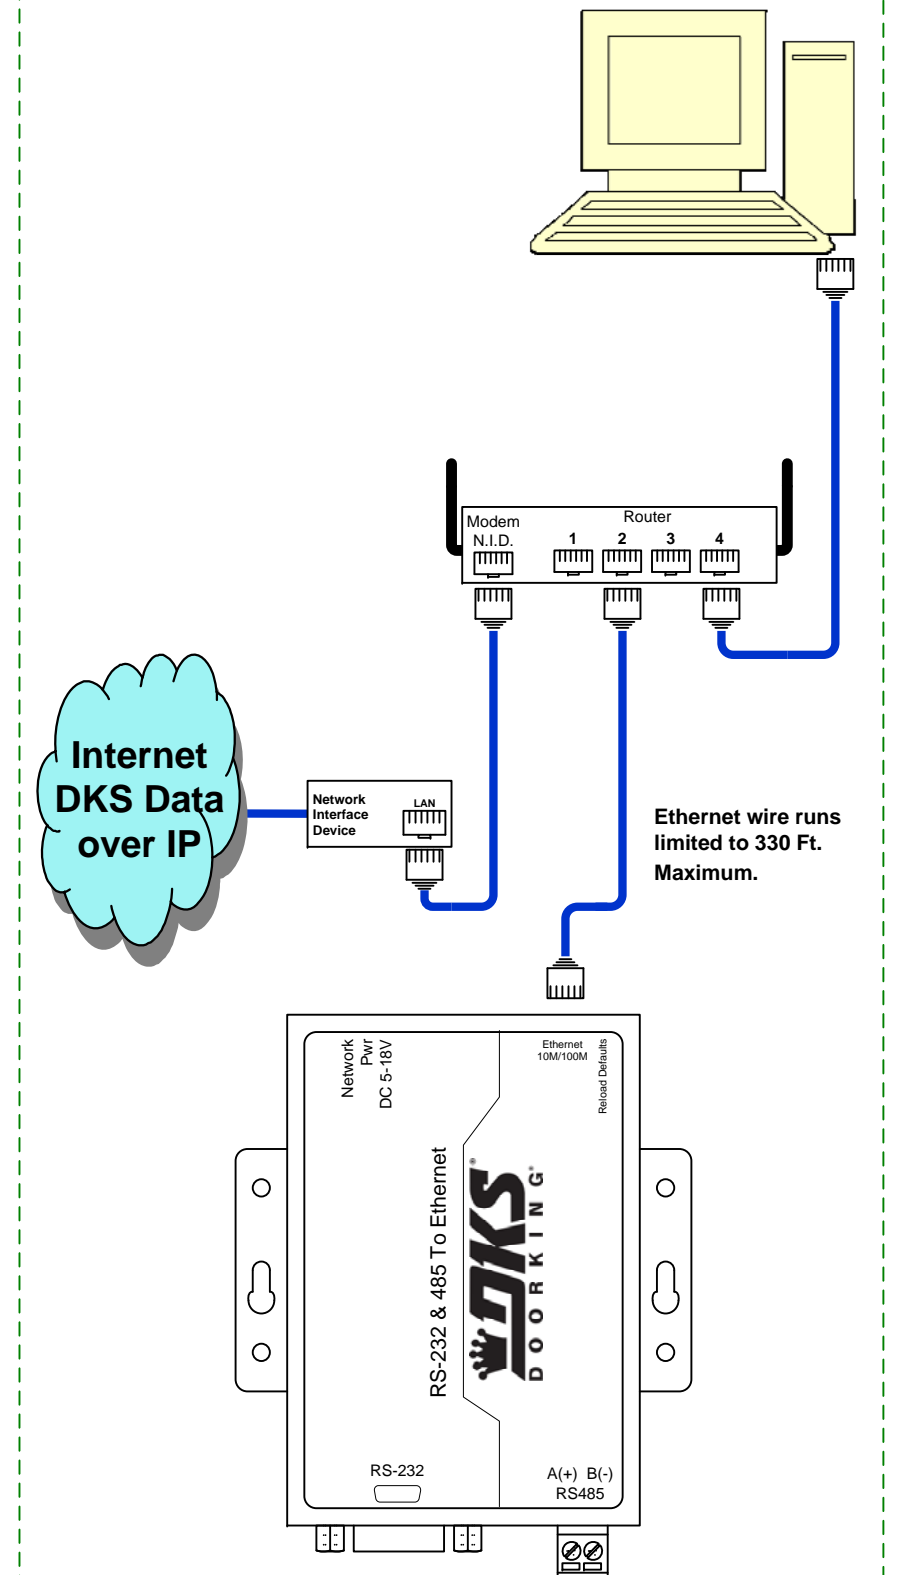 Modem
N.I.D.
Router
1 2 3 4
Internet
DKS Data
over IP
Network
Interface
Device
LAN
Ethernet wire runs
limited to 330 Ft.
Maximum.
Network
Pwr
DC 5-18V
Ethernet
10M/100M
Reload Defaults
RS-232 & 485 To Ethernet
DKS®
DOORKING®
RS-232
A(+) B(-)
RS485